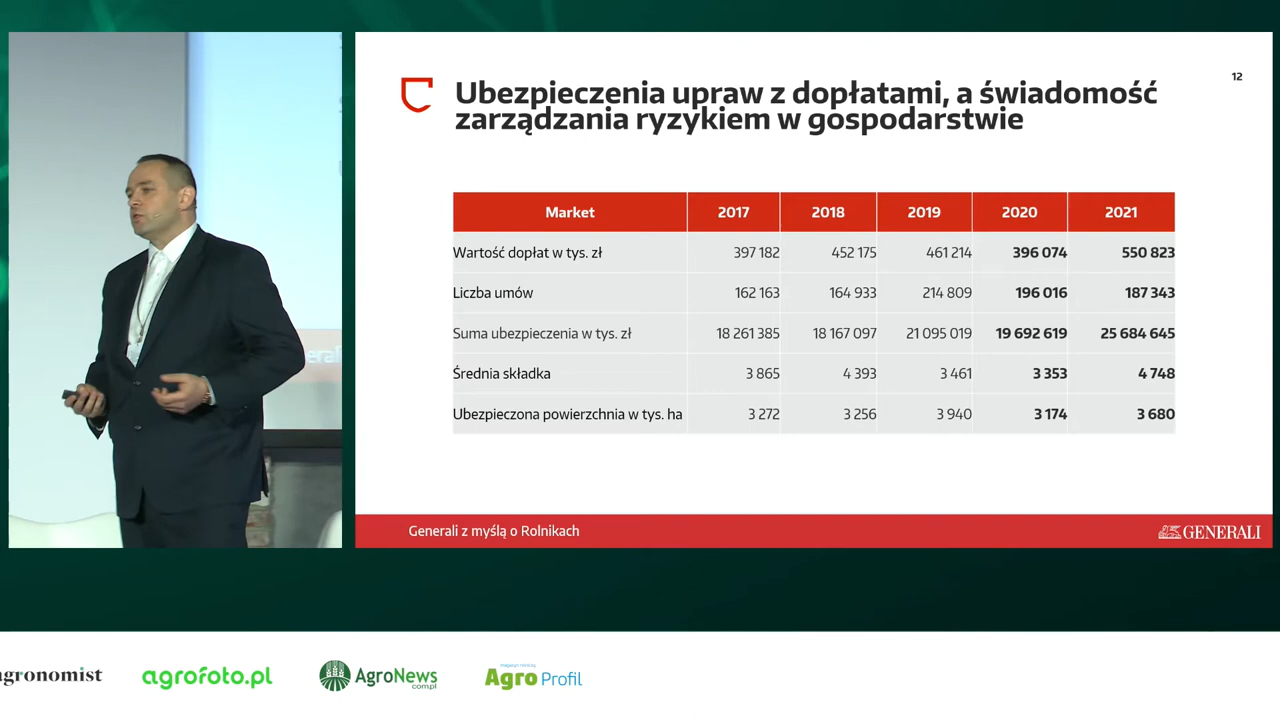 12
Ubezpieczenia upraw z dopłatami, a świadomość
zarządzania ryzykiem w gospodarstwie
Market 2017 2018 2019 2020 2021
Wartość dopłat w tys. zł 397 182 452 175 461 214 396 074 550 823
Liczba umów 162 163 164 933 214 809 196 016 187 343
Suma ubezpieczenia w tys. zł 18 261 385 18 167 097 21 095 019 19 692 619 25 684 645
Średnia składka 3 865 4 393 3 461 3 353 4 748
Ubezpieczona powierzchnia w tys. ha 3 272 3 256 3 940 3 174 3 680
Generali z myślą o Rolnikach
GENERALI
agronomist
agrofoto.pl
AgroNews
com.pl
Agro Profil